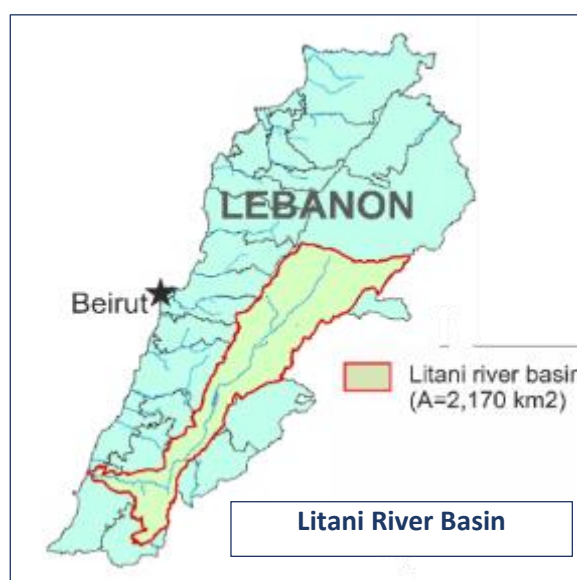 LEBANON
Beirut
Litani river basin
(A=2,170 km2)
Litani River Basin